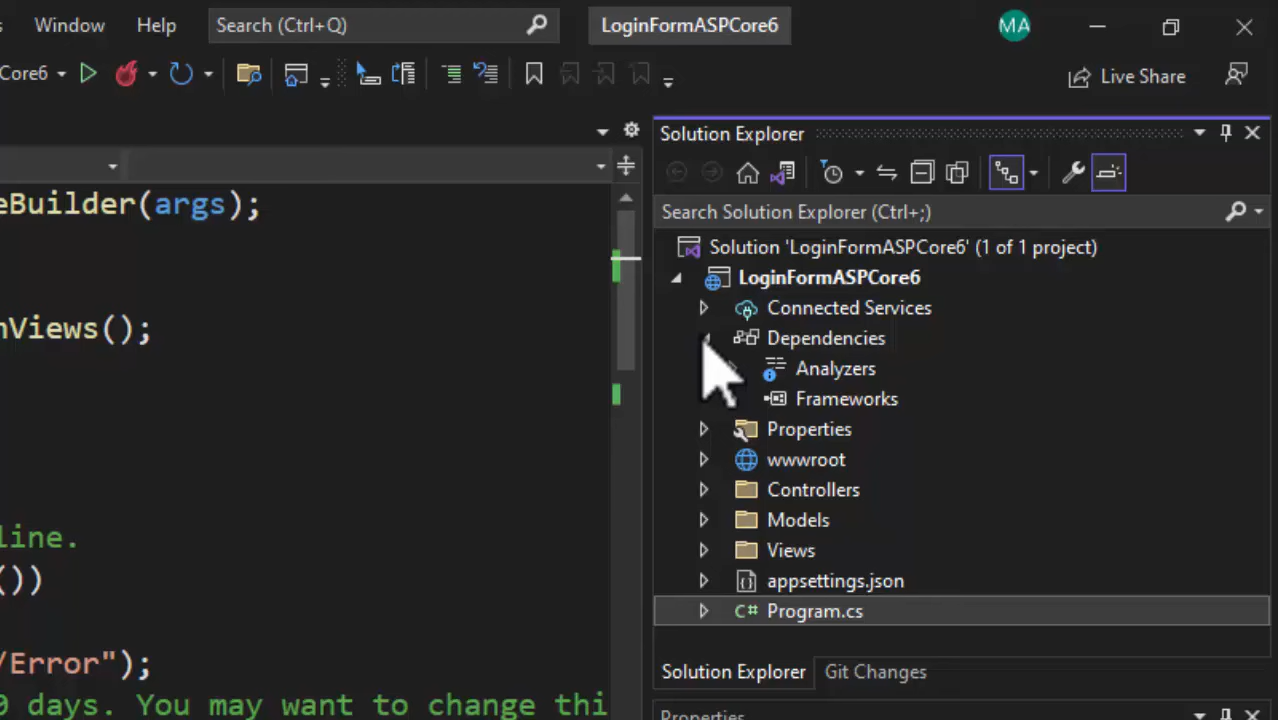 Window Help Search (Ctrl+Q) LoginFormASPCore6 MA
Core6 Live Share
Solution Explorer
eBuilder(args);
Search Solution Explorer (Ctrl+;)
Solution 'LoginFormASPCore6' (1 of 1 project)
LoginFormASPCore6
Connected Services
nViews();
Dependencies
Analyzers
Frameworks
Properties
wwwroot
Controllers
Models
line.
Views
())
appsettings.json
C# Program.cs
/Error");
Solution Explorer Git Changes
0 days. You may want to change thi
Properties